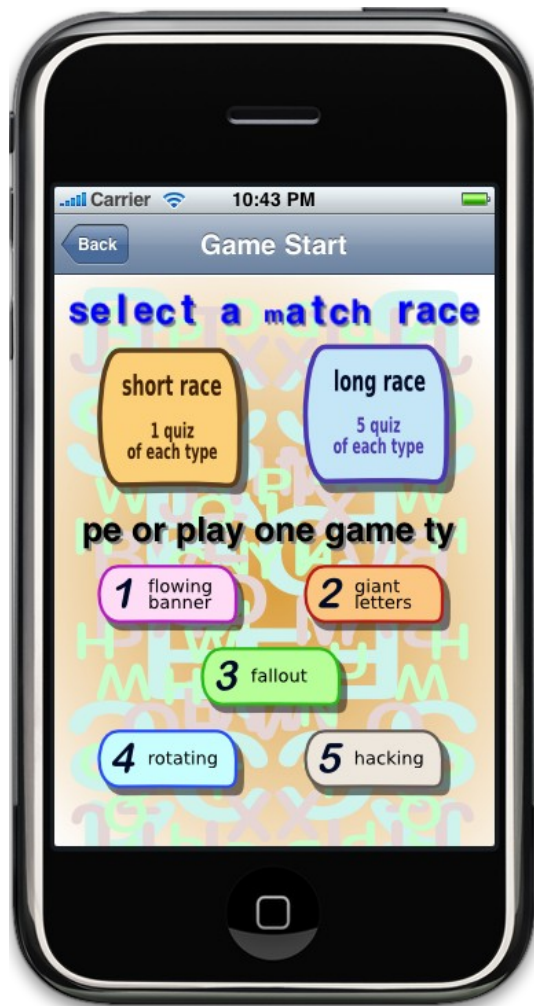 Carrier 10:43 PM
Back Game Start
select a match race
short race
1 quiz
of each type
long race
5 quiz
of each type
pe or play one game ty
1 flowing
banner
2 giant
letters
3 fallout
4 rotating
5 hacking